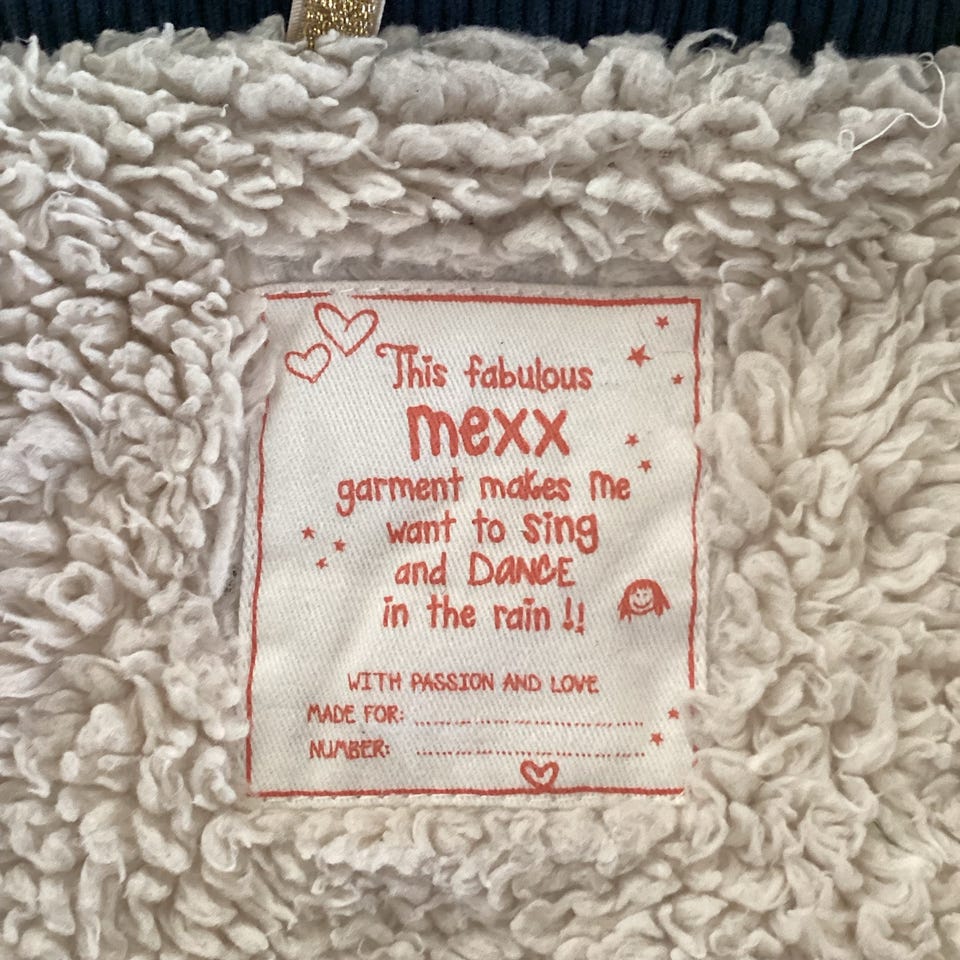 This fabulous
mexx
garment makes me
want to sing
and DANCE
in the rain !!
WITH PASSION AND LOVE
MADE FOR: ..............................
NUMBER: ..............................